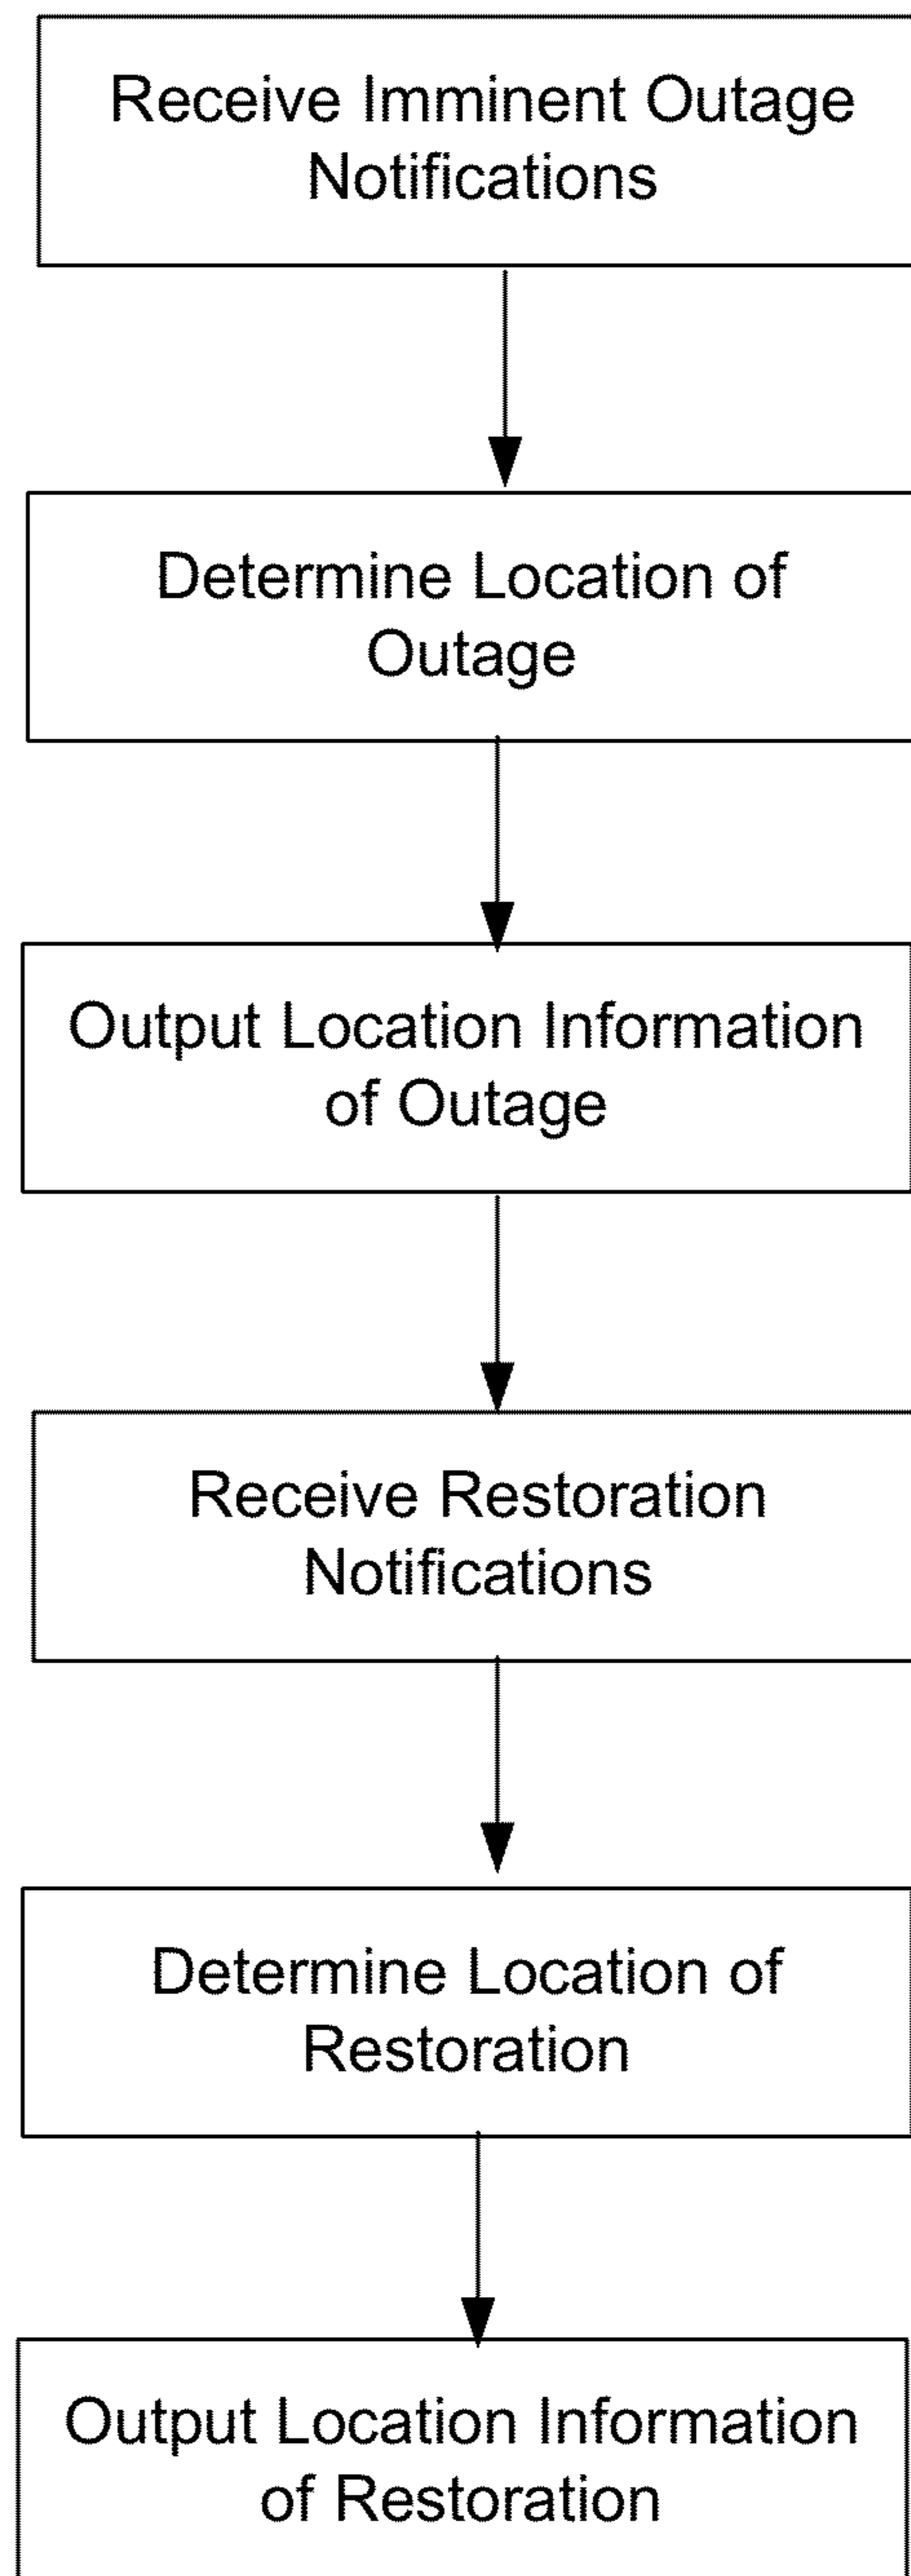 Receive Imminent Outage
Notifications
Determine Location of
Outage
Output Location Information
of Outage
Receive Restoration
Notifications
Determine Location of
Restoration
Output Location Information
of Restoration